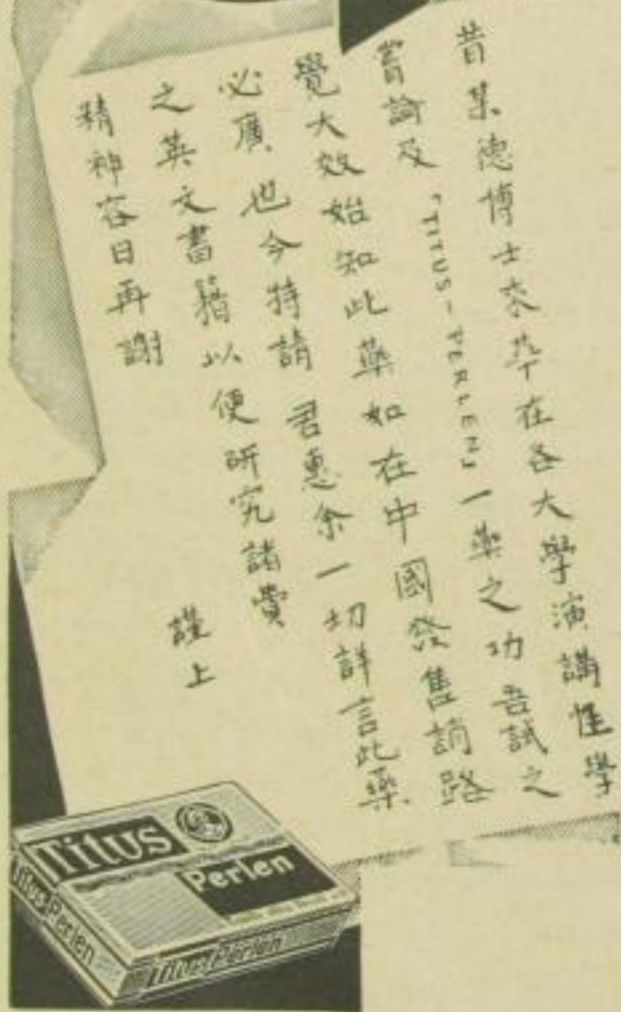 昔某德博士來華在各大學演講性學
嘗論及「TITUS-PERLEN」一藥之功吾試之
覺大效始知此藥如在中國發售銷路
必廣也今特請君惠余一切詳言此藥
之英文書籍以便研究諸費
精神容日再謝
謹上
Titus
Perlen
Titus Perlen
Titus Perlen